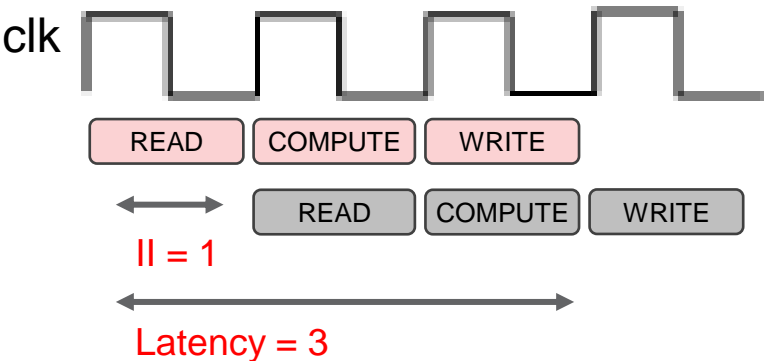 clk
READ COMPUTE WRITE
READ COMPUTE WRITE
II = 1
Latency = 3